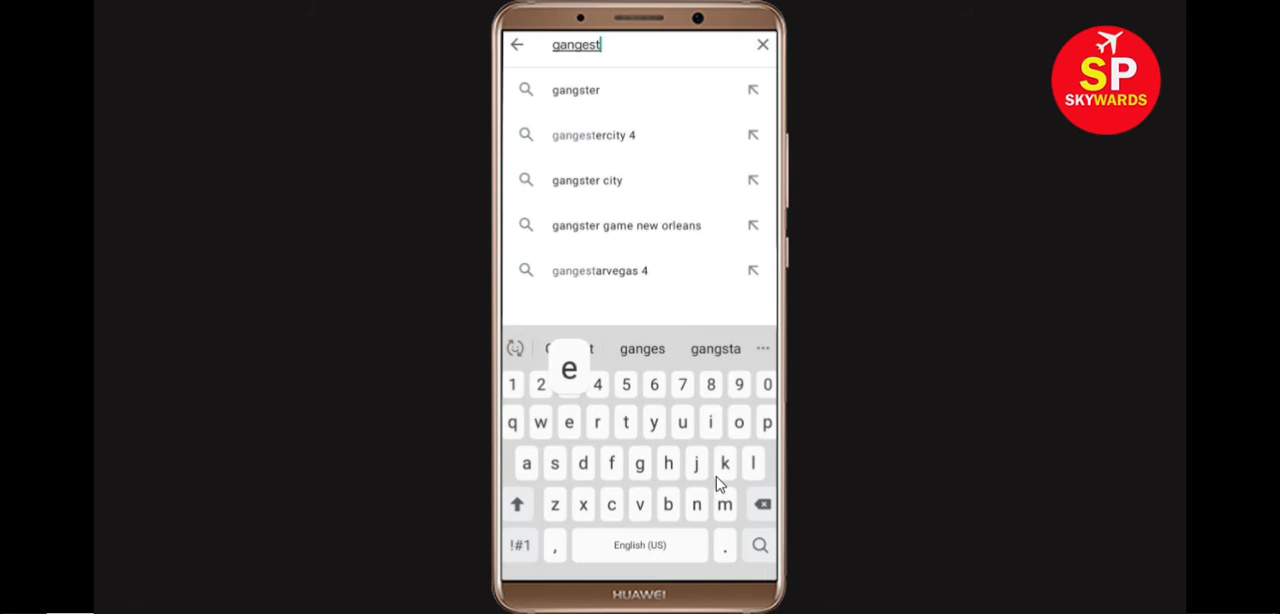 gangest
SP
SKYWARDS
gangster
gangestercity 4
gangster city
gangster game new orleans
gangestarvegas 4
ganges gangsta ...
e
1 2 4 5 6 7 8 9 0
q w e r t y u i o p
a s d f g h j k l
z x c v b n m
!#1 , English (US) .
HUAWEI